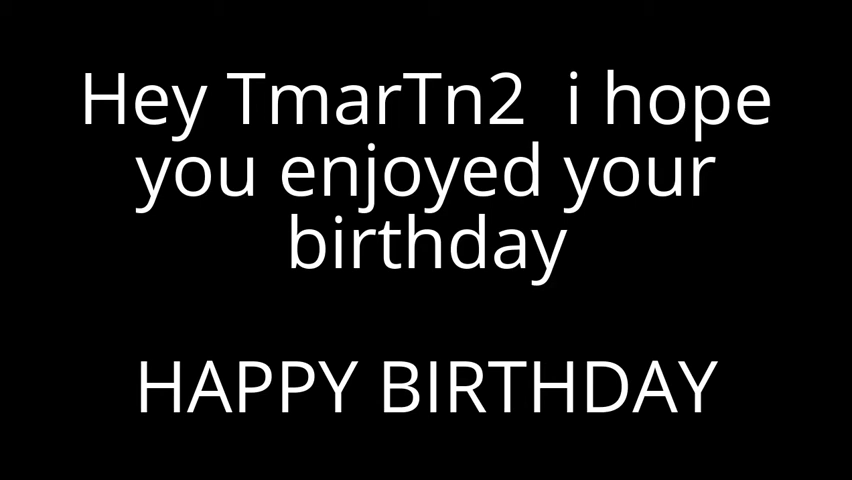 Hey TmarTn2  i hope
you enjoyed your
birthday
HAPPY BIRTHDAY